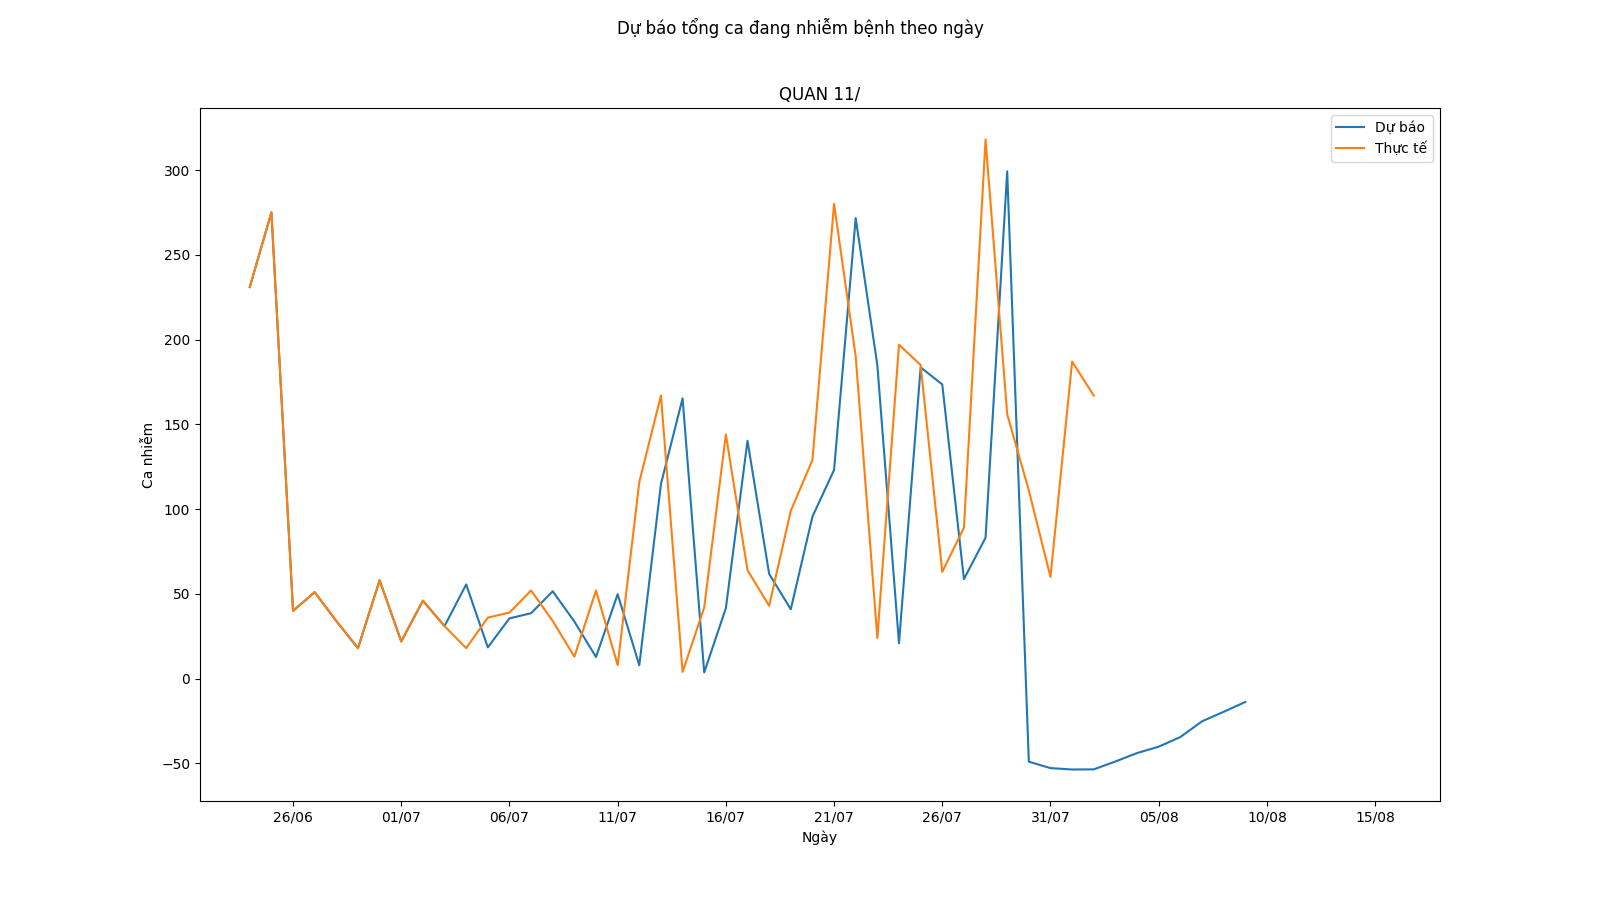 Dự báo tổng ca đang nhiễm bệnh theo ngày
QUAN 11/
Dự báo
Thực tế
Ca nhiễm
300
250
200
150
100
50
0
−50
26/06 01/07 06/07 11/07 16/07 21/07 26/07 31/07 05/08 10/08 15/08
Ngày